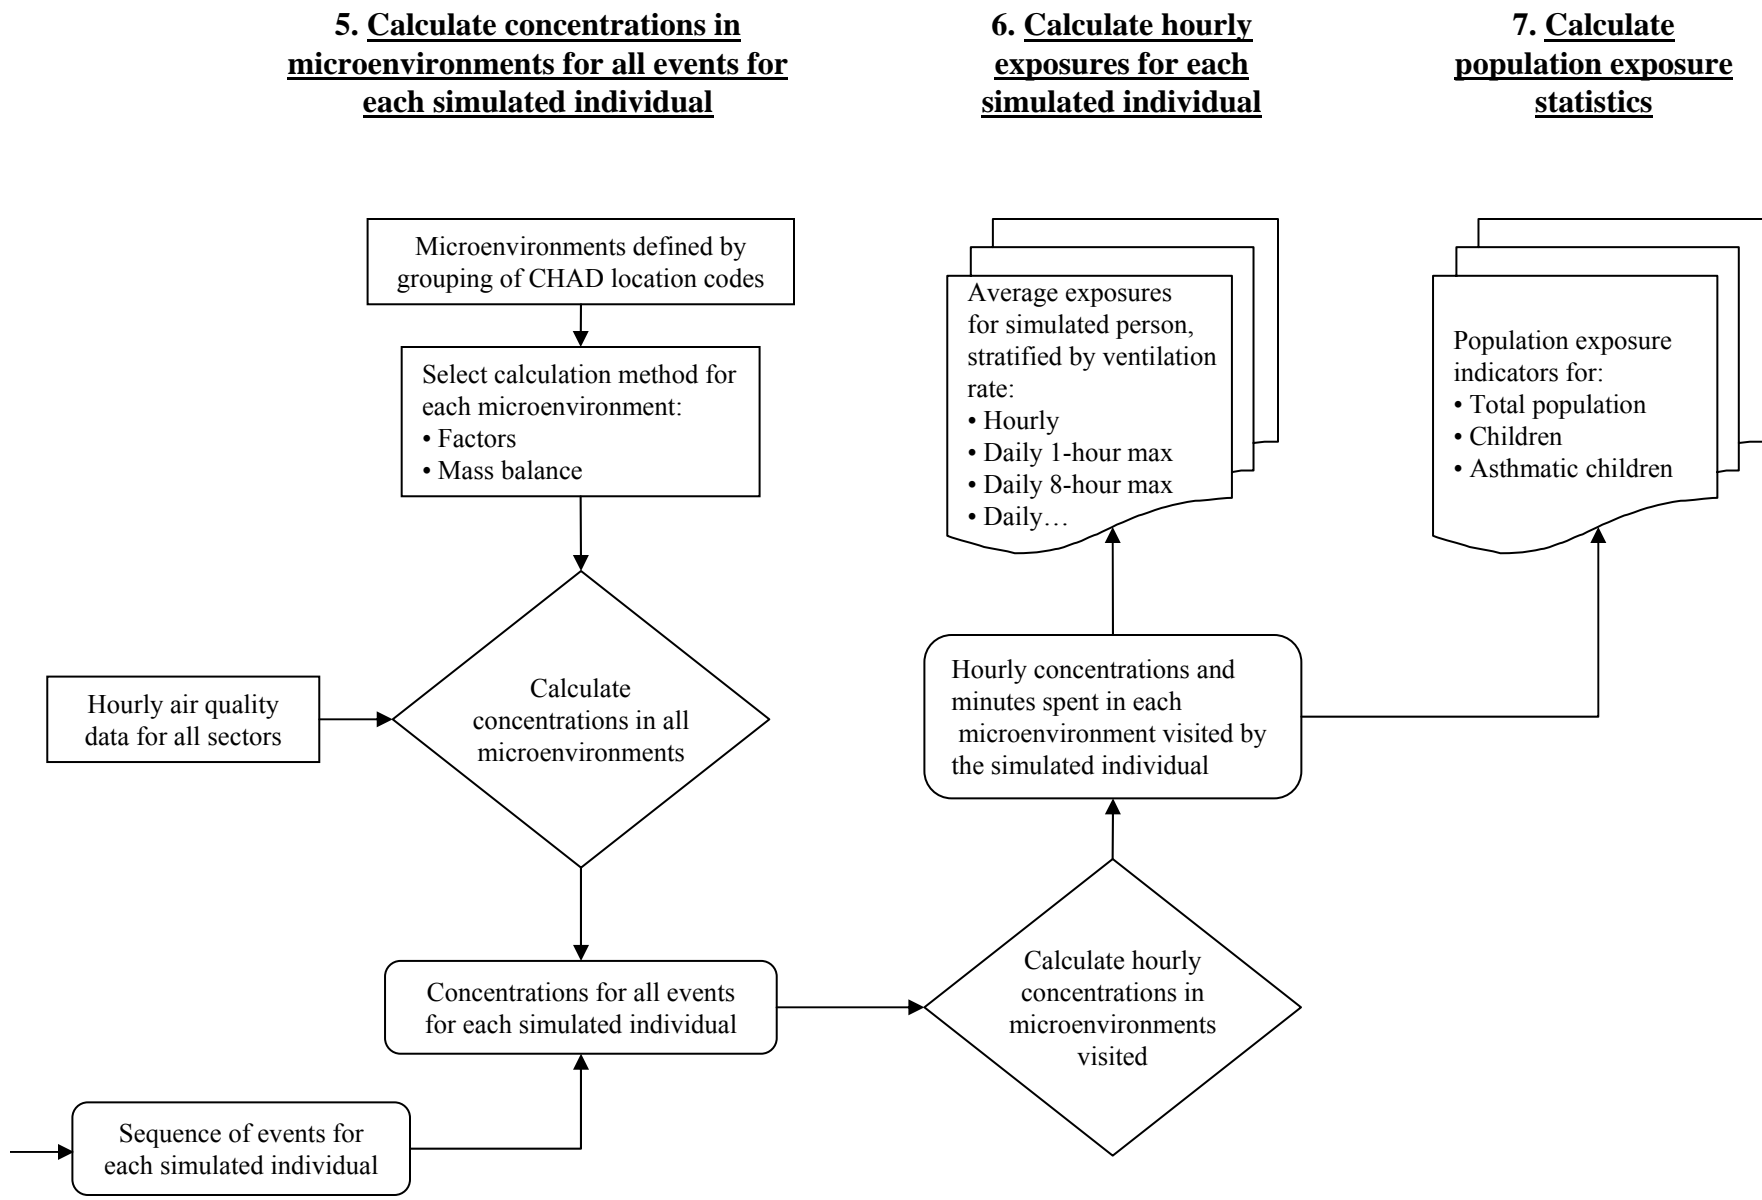 5. Calculate concentrations in
microenvironments for all events for
each simulated individual
6. Calculate hourly
exposures for each
simulated individual
7. Calculate
population exposure
statistics
Microenvironments defined by
grouping of CHAD location codes
Select calculation method for
each microenvironment:
• Factors
• Mass balance
Hourly air quality
data for all sectors
Calculate
concentrations in all
microenvironments
Concentrations for all events
for each simulated individual
Sequence of events for
each simulated individual
Average exposures
for simulated person,
stratified by ventilation
rate:
• Hourly
• Daily 1-hour max
• Daily 8-hour max
• Daily…
Hourly concentrations and
minutes spent in each
microenvironment visited by
the simulated individual
Calculate hourly
concentrations in
microenvironments
visited
Population exposure
indicators for:
• Total population
• Children
• Asthmatic children